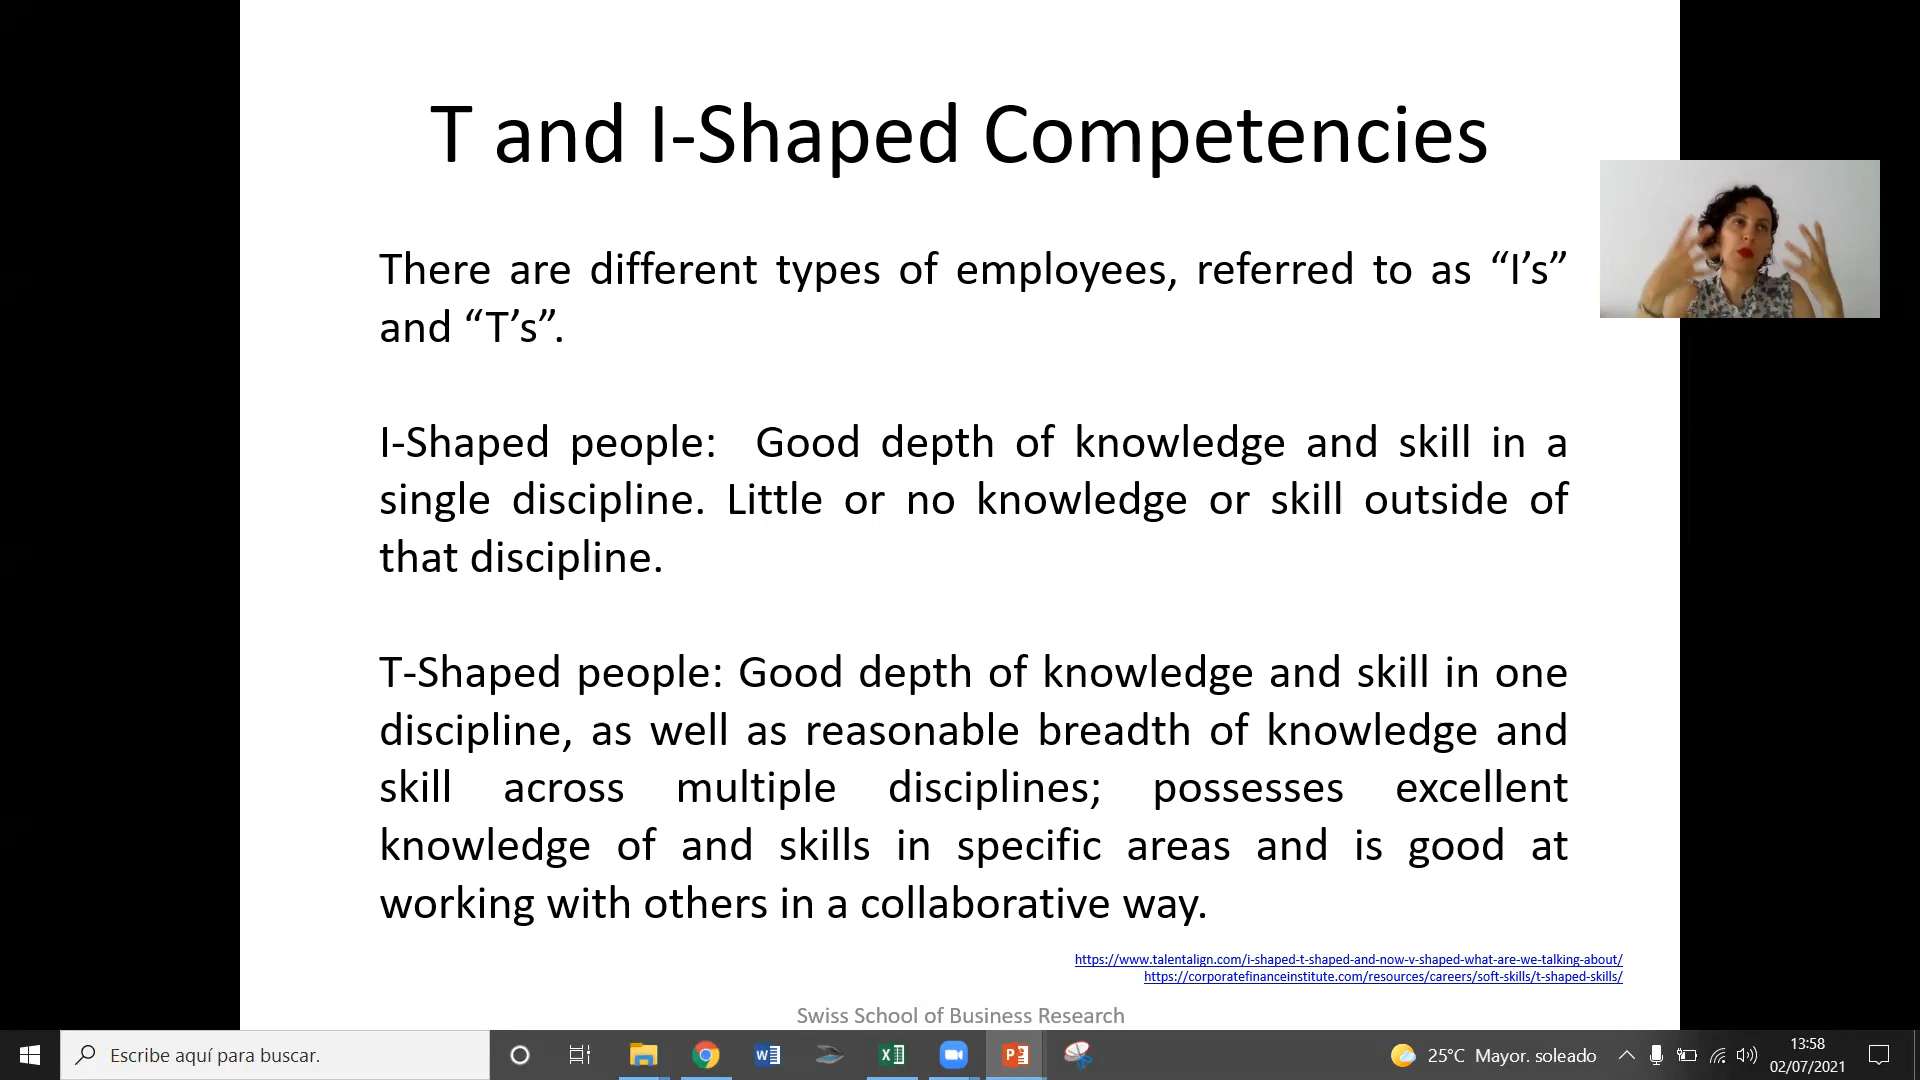 T and I-Shaped Competencies
There are different types of employees, referred to as “I’s”
and “T’s”.
I-Shaped people: Good depth of knowledge and skill in a
single discipline. Little or no knowledge or skill outside of
that discipline.
T-Shaped people: Good depth of knowledge and skill in one
discipline, as well as reasonable breadth of knowledge and
skill across multiple disciplines; possesses excellent
knowledge of and skills in specific areas and is good at
working with others in a collaborative way.
https://www.talentalign.com/i-shaped-t-shaped-and-now-v-shaped-what-are-we-talking-about/
https://corporatefinanceinstitute.com/resources/careers/soft-skills/t-shaped-skills/
Swiss School of Business Research
Escribe aquí para buscar.
25°C Mayor. soleado
13:58
02/07/2021